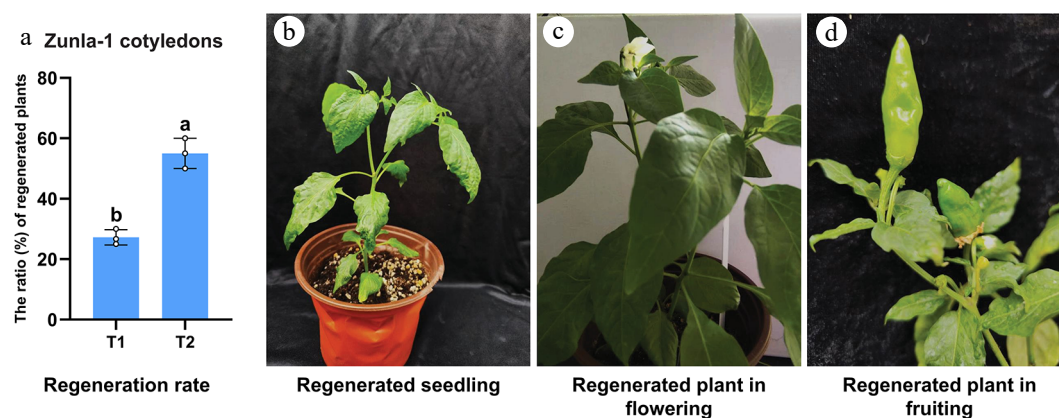 a Zunla-1 cotyledons
The ratio (%) of regenerated plants
80
60
40
20
0
b
a
T1
T2
Regeneration rate
b
Regenerated seedling
c
Regenerated plant in
flowering
d
Regenerated plant in
fruiting